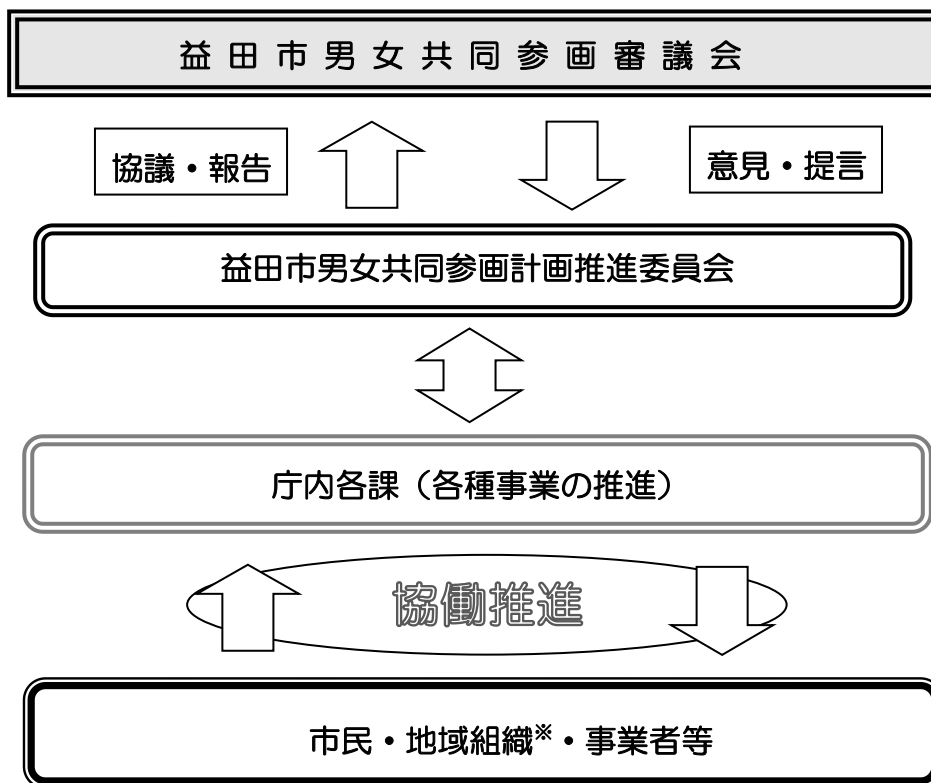 益田市男女共同参画審議会
協議・報告
意見・提言
益田市男女共同参画計画推進委員会
庁内各課（各種事業の推進）
協働推進
市民・地域組織※・事業者等